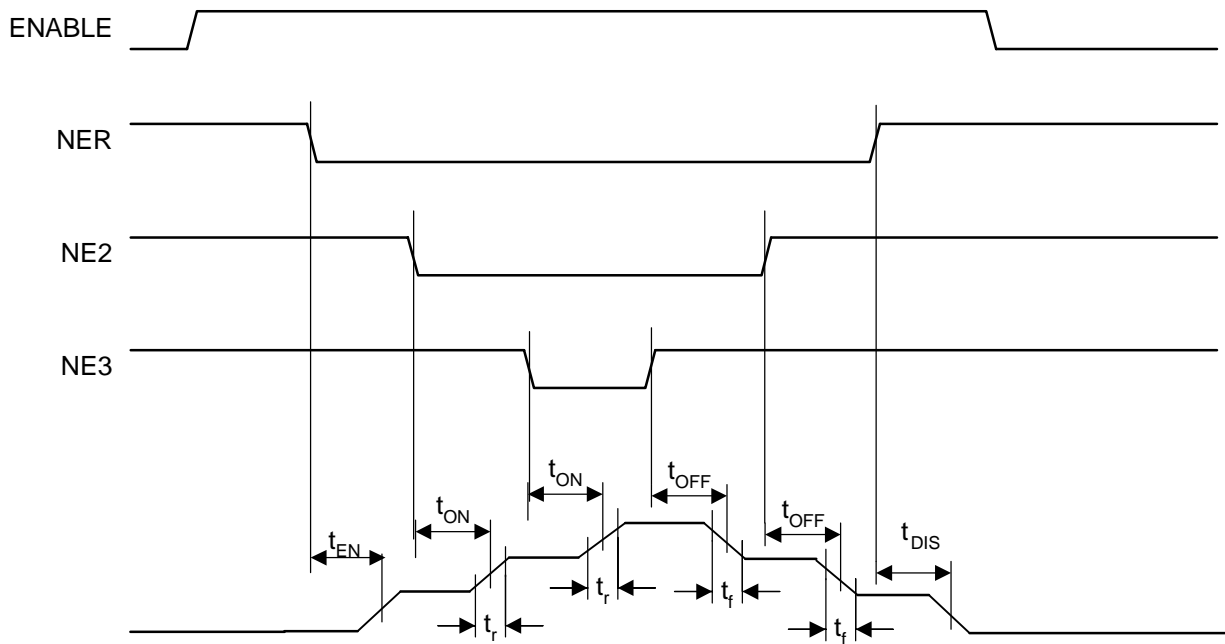 ENABLE
NER
NE2
NE3
tON
tOFF
tON
tOFF
tEN
tDIS
tr
tf
tr
tf